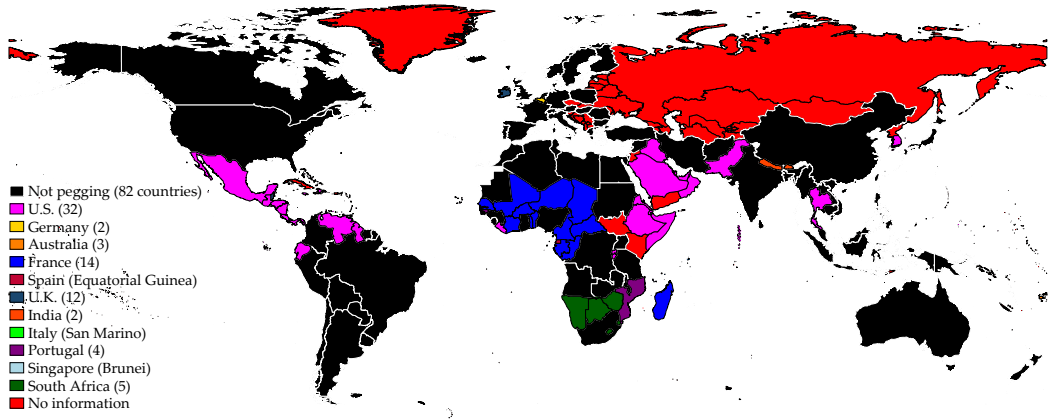 Not pegging (82 countries)
U.S. (32)
Germany (2)
Australia (3)
France (14)
Spain (Equatorial Guinea)
U.K. (12)
India (2)
Italy (San Marino)
Portugal (4)
Singapore (Brunei)
South Africa (5)
No information